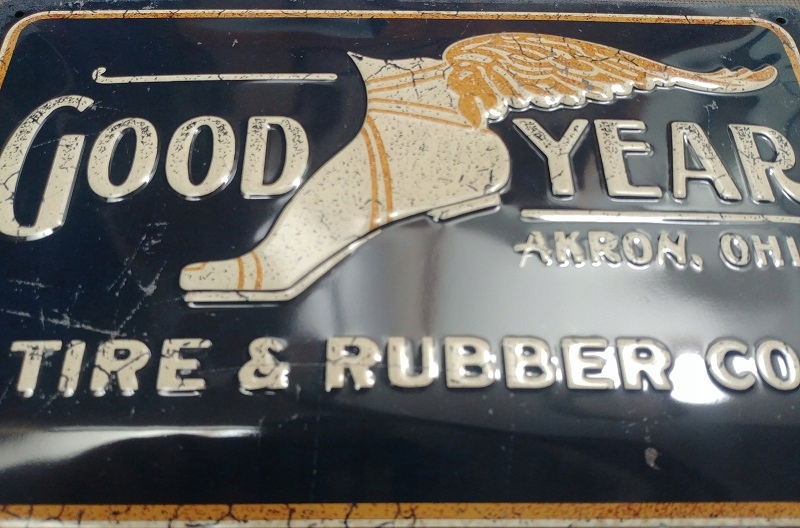 GOOD YEAR
AKRON, OHI
TIRE & RUBBER CO